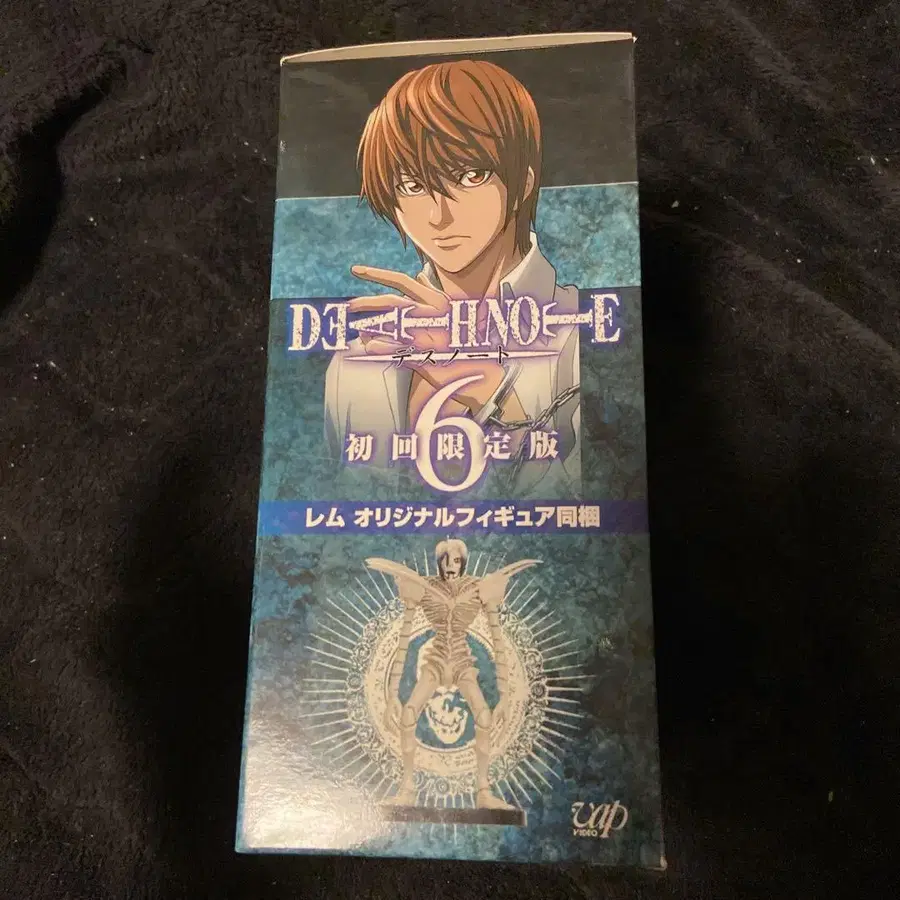 DEATH NOTE
デスノート
6
初回限定版
レム オリジナルフィギュア同梱
vap
VIDEO